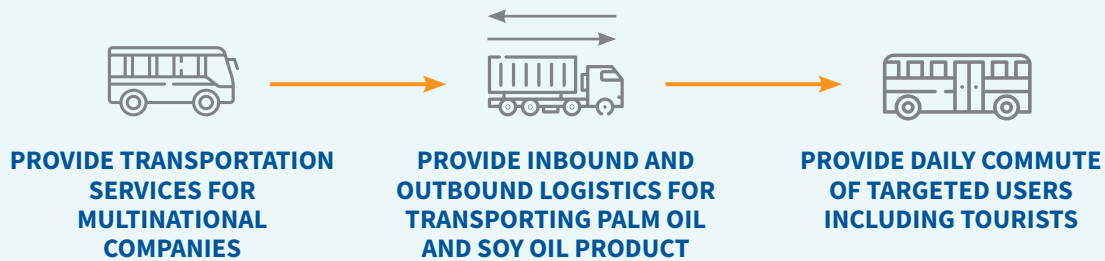 PROVIDE TRANSPORTATION
SERVICES FOR
MULTINATIONAL
COMPANIES
PROVIDE INBOUND AND
OUTBOUND LOGISTICS FOR
TRANSPORTING PALM OIL
AND SOY OIL PRODUCT
PROVIDE DAILY COMMUTE
OF TARGETED USERS
INCLUDING TOURISTS